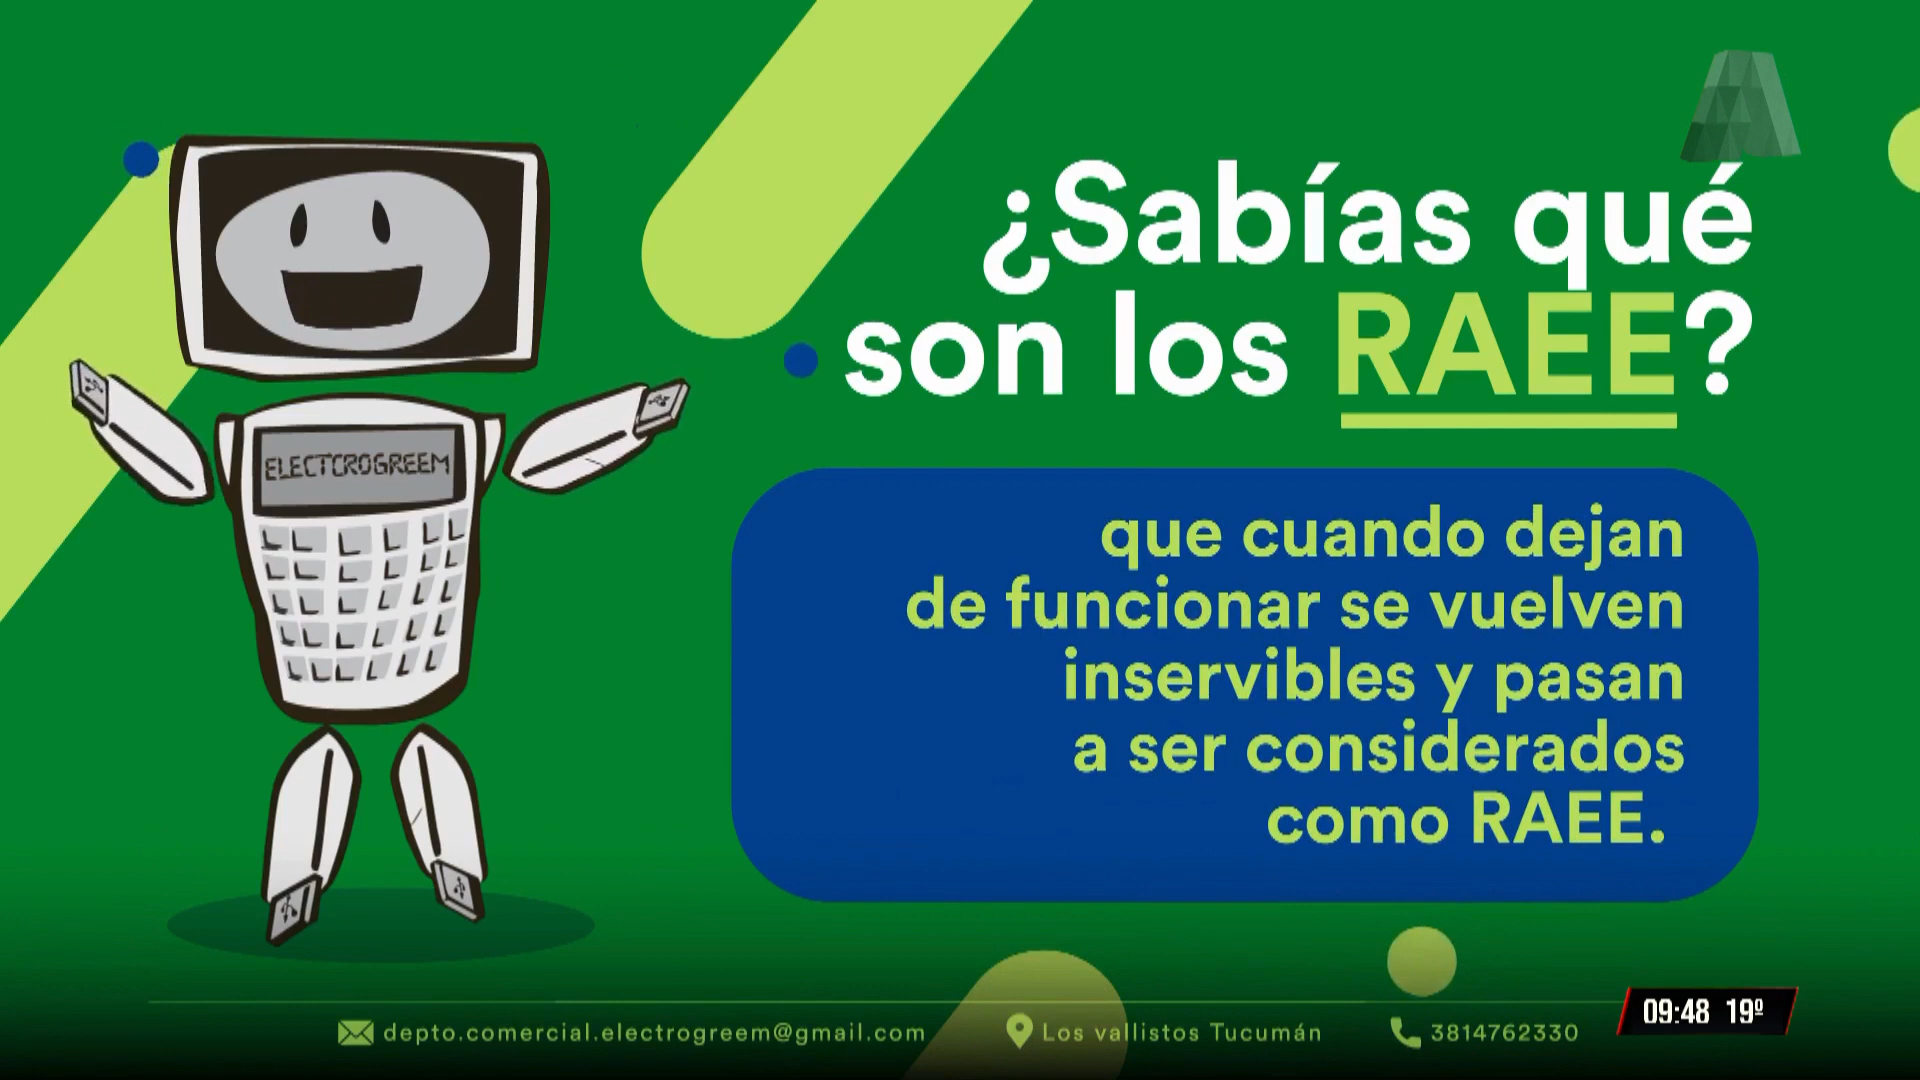 ¿Sabías qué
son los RAEE?
ELECTCROGREEM
que cuando dejan
de funcionar se vuelven
inservibles y pasan
a ser considerados
como RAEE.
depto.comercial.electrogreem@gmail.com
Los vallistos Tucumán
3814762330
09:48 19º